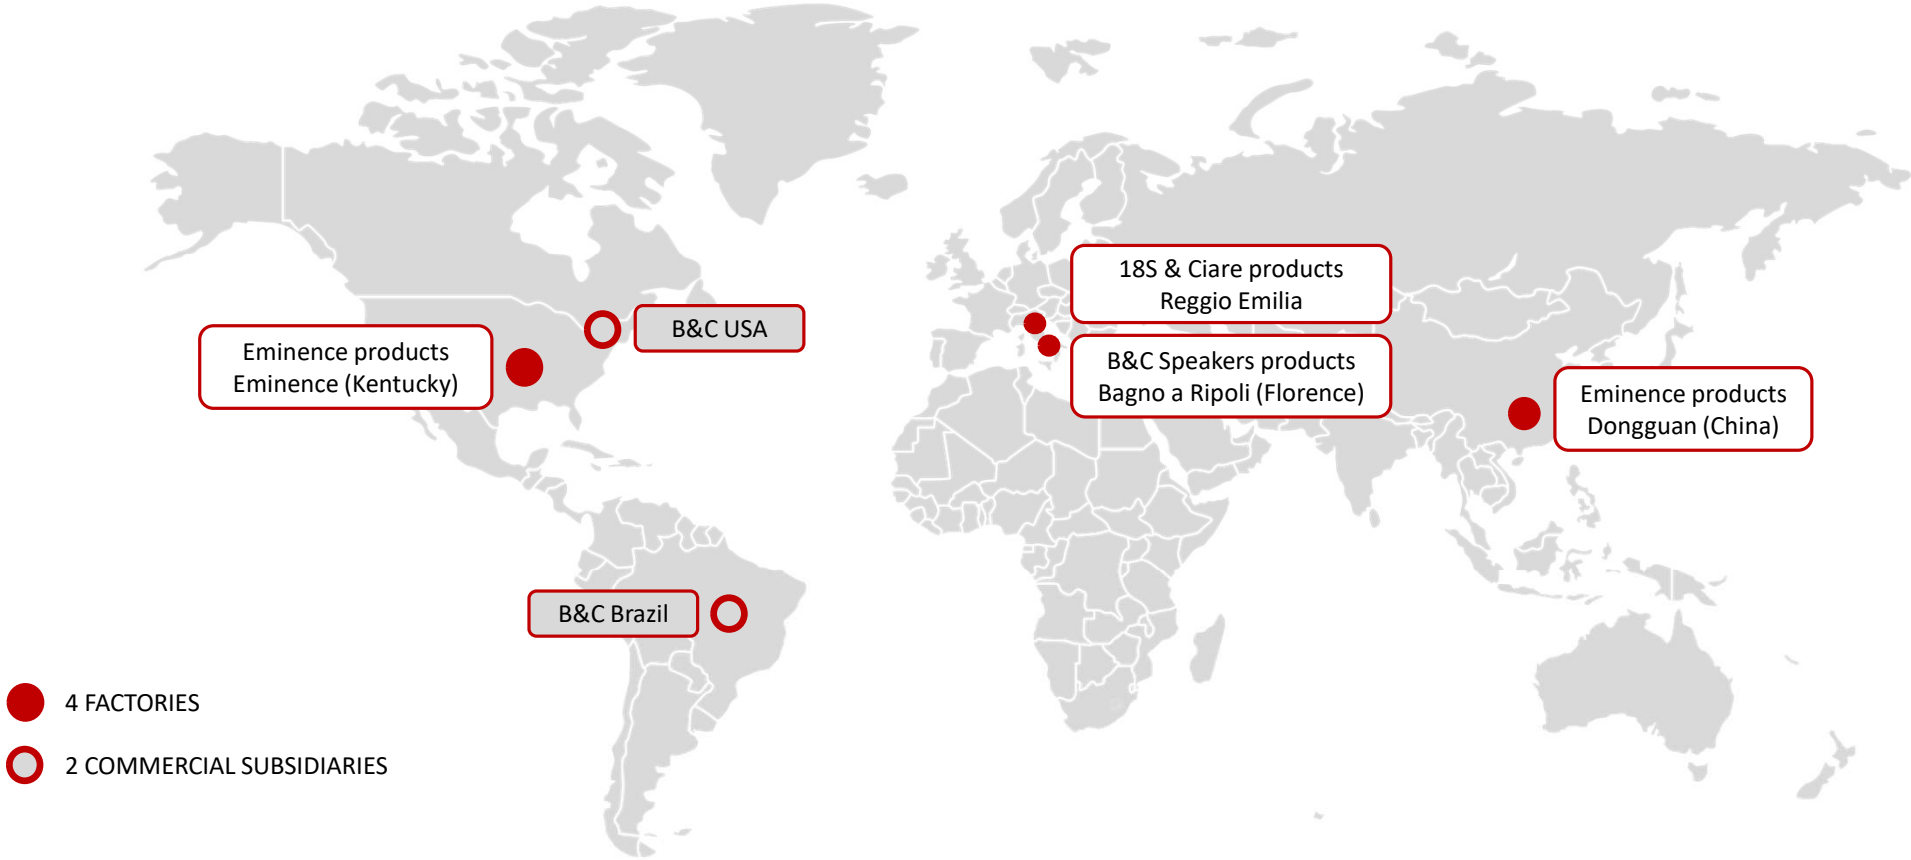 18S & Ciare products
Reggio Emilia
B&C USA
Eminence products
Eminence (Kentucky)
B&C Speakers products
Bagno a Ripoli (Florence)
Eminence products
Dongguan (China)
B&C Brazil
4 FACTORIES
2 COMMERCIAL SUBSIDIARIES